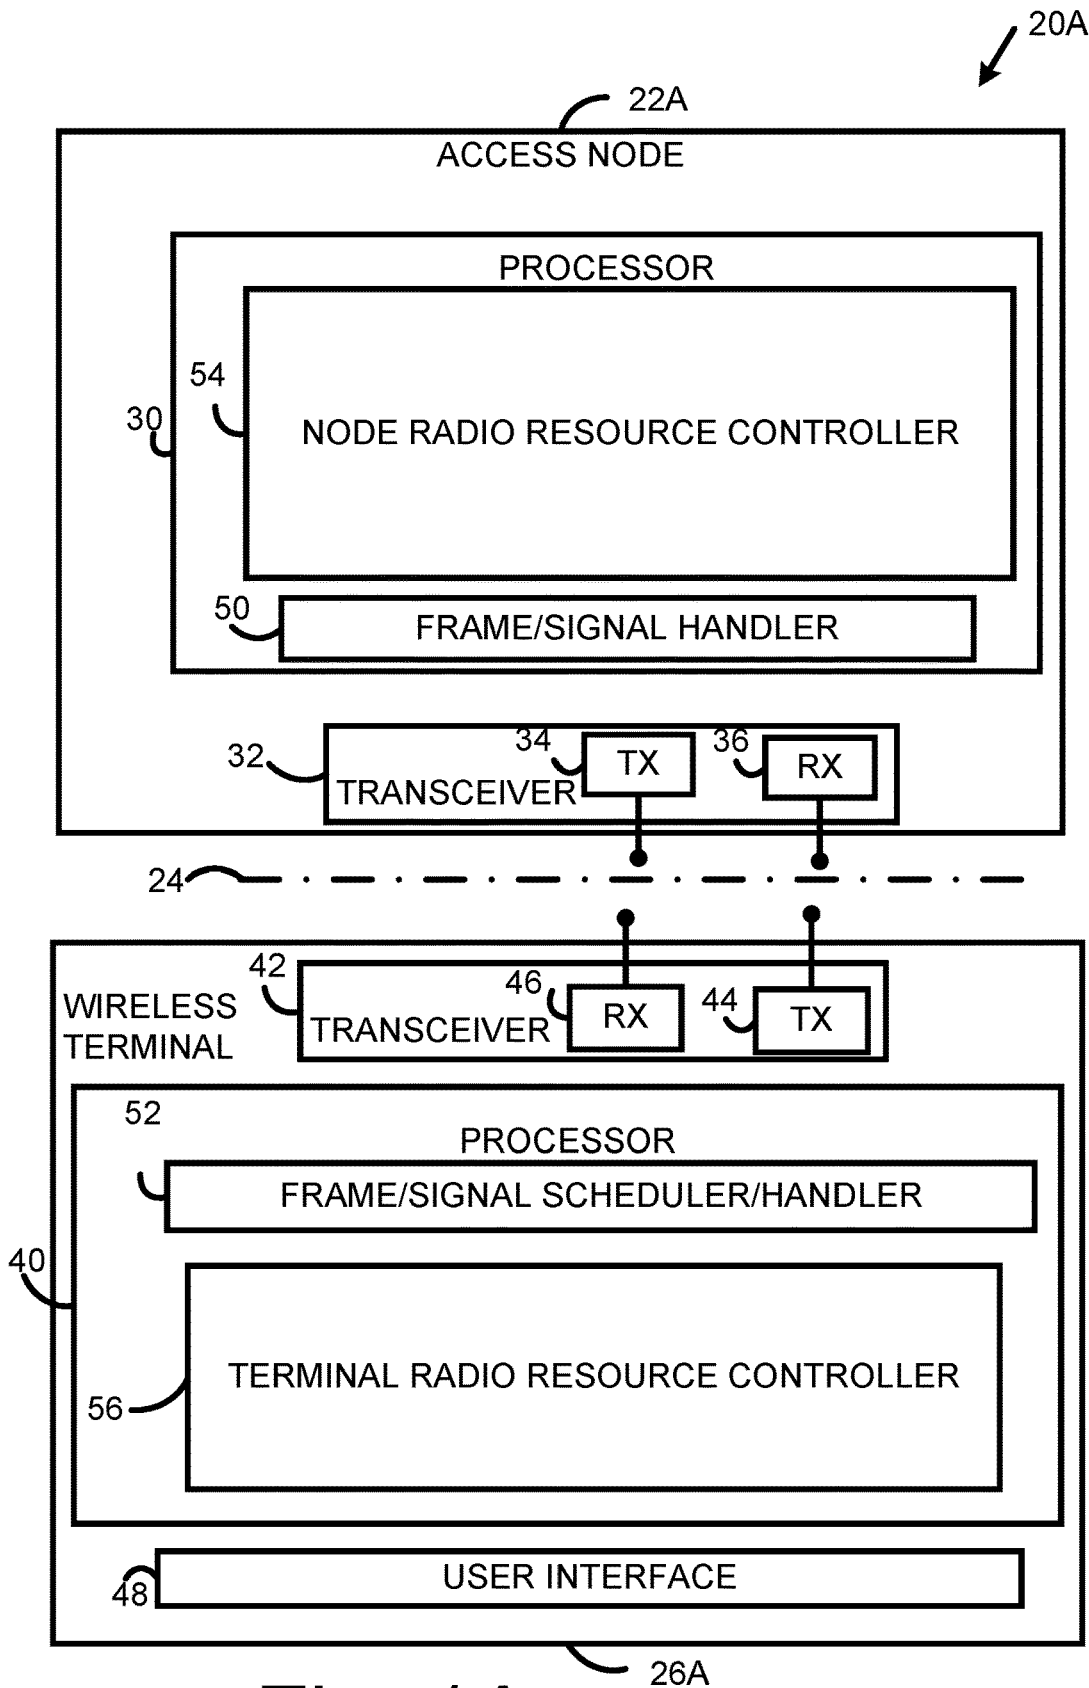 20A
22A
ACCESS NODE
PROCESSOR
54
30
NODE RADIO RESOURCE CONTROLLER
50
FRAME/SIGNAL HANDLER
34
36
32
TX
RX
TRANSCEIVER
24
42
46
44
WIRELESS
TERMINAL
RX
TX
TRANSCEIVER
52
PROCESSOR
FRAME/SIGNAL SCHEDULER/HANDLER
40
TERMINAL RADIO RESOURCE CONTROLLER
56
USER INTERFACE
48
26A